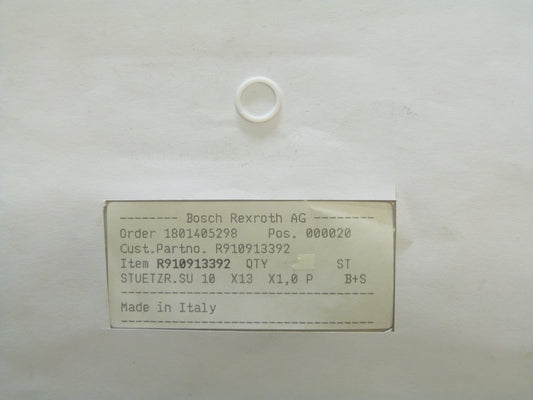 -------- Bosch Rexroth AG --------
Order 1801405298 Pos. 000020
Cust.Partno. R910913392
Item R910913392 QTY ST
STUETZR.SU 10 X13 X1,0 P B+S
----------------------------------
Made in Italy
----------------------------------